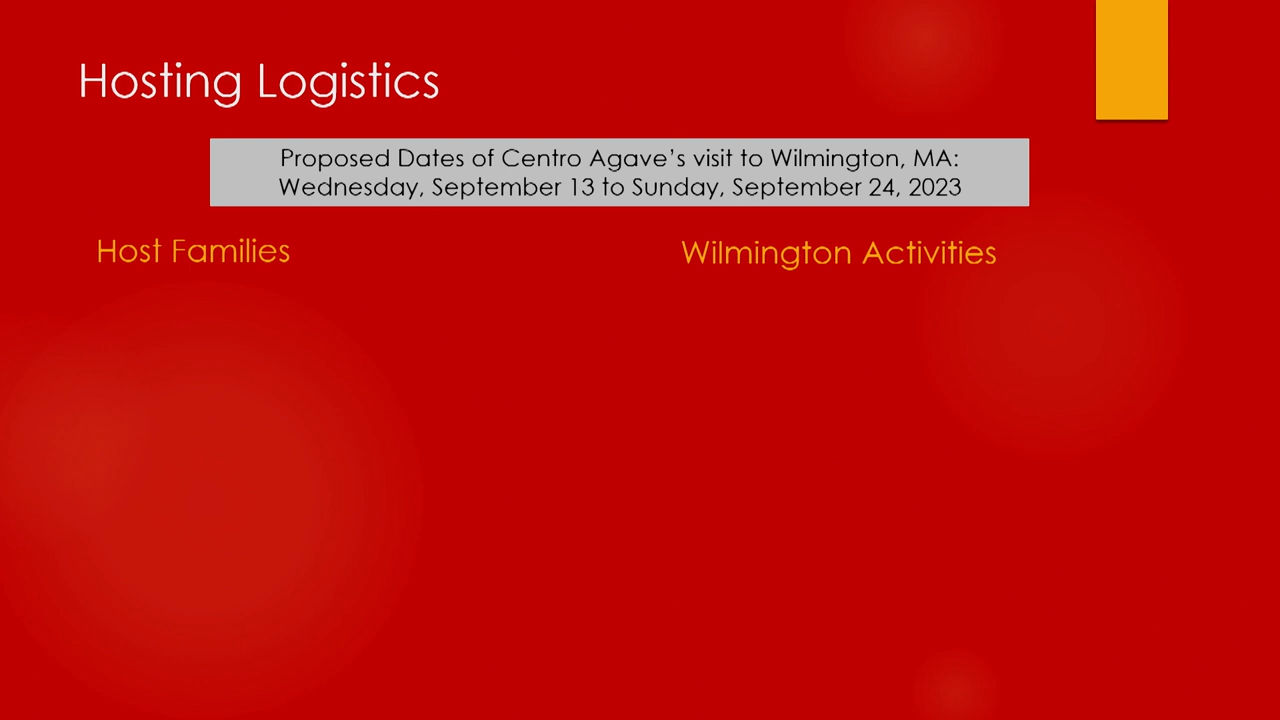 Hosting Logistics
Proposed Dates of Centro Agave’s visit to Wilmington, MA:
Wednesday, September 13 to Sunday, September 24, 2023
Host Families
Wilmington Activities